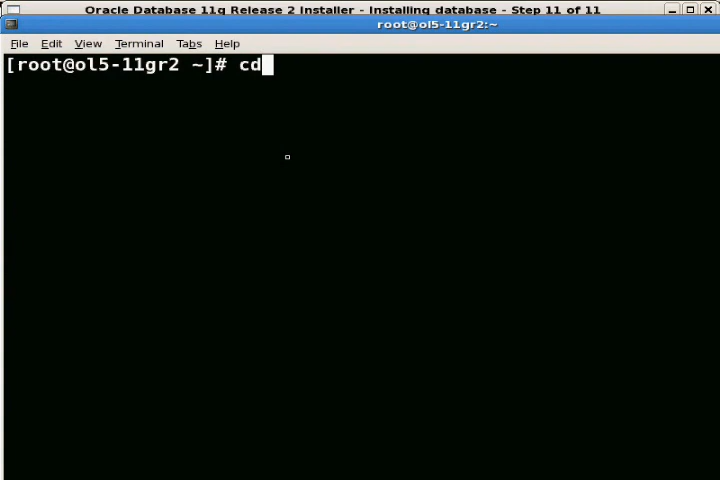 Oracle Database 11g Release 2 Installer - Installing database - Step 11 of 11
root@ol5-11gr2:~
File Edit View Terminal Tabs Help
[root@ol5-11gr2 ~]# cd